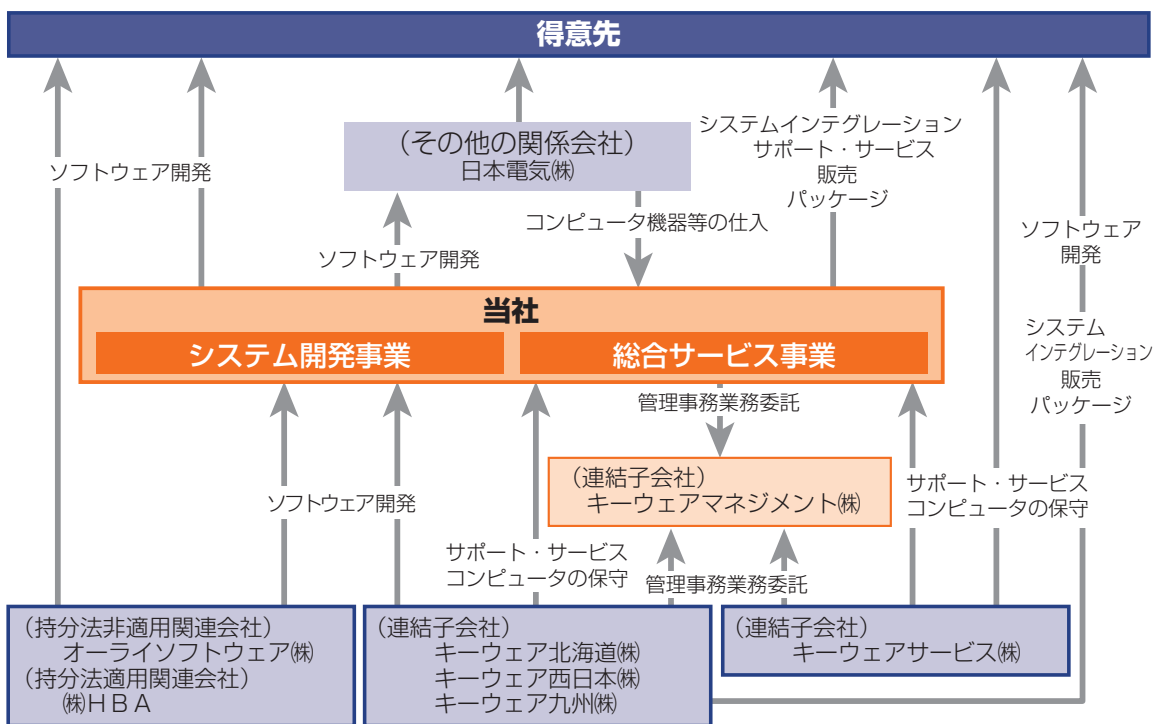 得意先
ソフトウェア開発
(その他の関係会社)
日本電気㈱
システムインテグレーション
サポート・サービス
販売
パッケージ
ソフトウェア開発
コンピュータ機器等の仕入
ソフトウェア
開発
システム
インテグレーション
販売
パッケージ
当社
システム開発事業
総合サービス事業
管理事務業務委託
(連結子会社)
キーウェアマネジメント㈱
ソフトウェア開発
サポート・サービス
コンピュータの保守
管理事務業務委託
サポート・サービス
コンピュータの保守
(持分法非適用関連会社)
オーライソフトウェア㈱
(持分法適用関連会社)
㈱HBA
(連結子会社)
キーウェア北海道㈱
キーウェア西日本㈱
キーウェア九州㈱
(連結子会社)
キーウェアサービス㈱